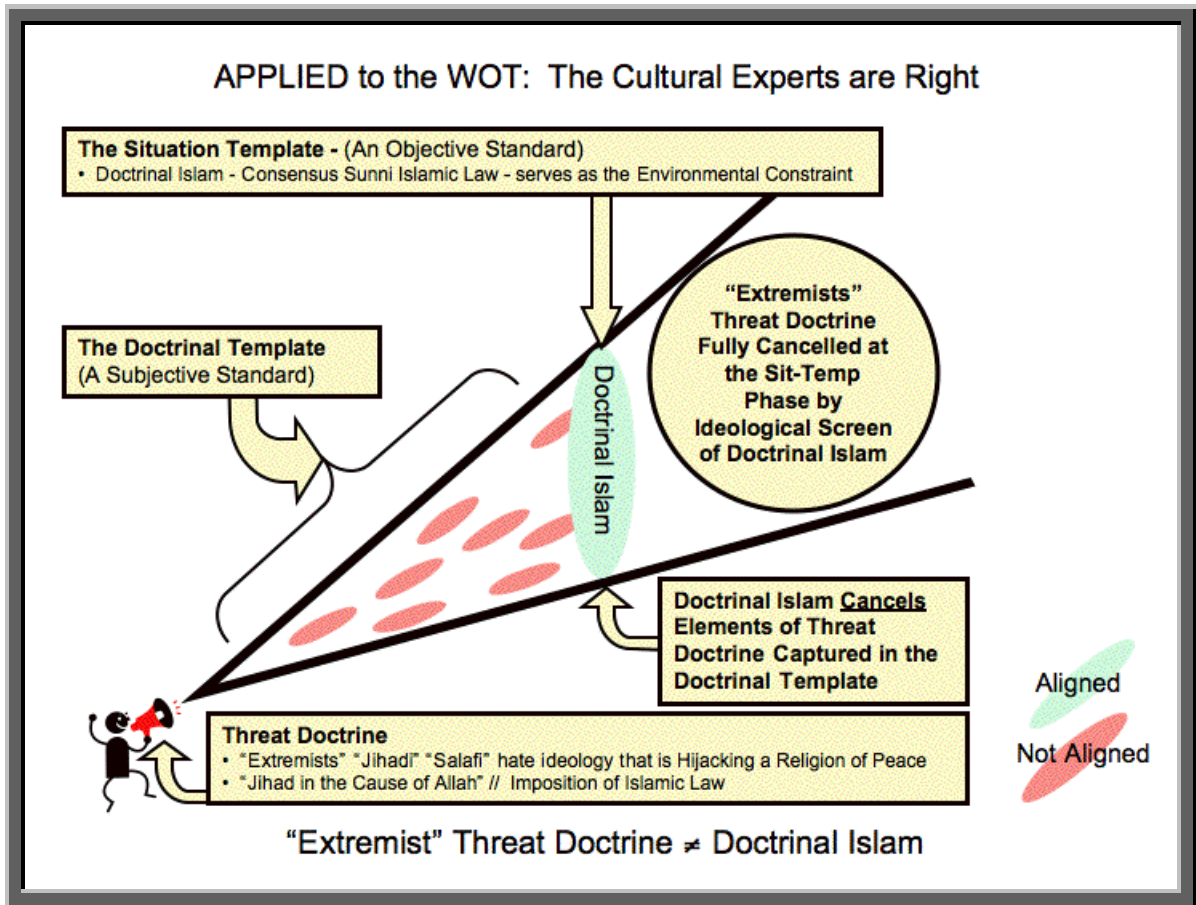 APPLIED to the WOT:  The Cultural Experts are Right
The Situation Template - (An Objective Standard)
• Doctrinal Islam - Consensus Sunni Islamic Law - serves as the Environmental Constraint
“Extremists”
Threat Doctrine
Fully Cancelled at
the Sit-Temp
Phase by
Ideological Screen
of Doctrinal Islam
The Doctrinal Template
(A Subjective Standard)
Doctrinal Islam
Doctrinal Islam Cancels
Elements of Threat
Doctrine Captured in the
Doctrinal Template
Aligned
Not Aligned
Threat Doctrine
• “Extremists” “Jihadi” “Salafi” hate ideology that is Hijacking a Religion of Peace
• “Jihad in the Cause of Allah” //  Imposition of Islamic Law
“Extremist” Threat Doctrine ≠ Doctrinal Islam